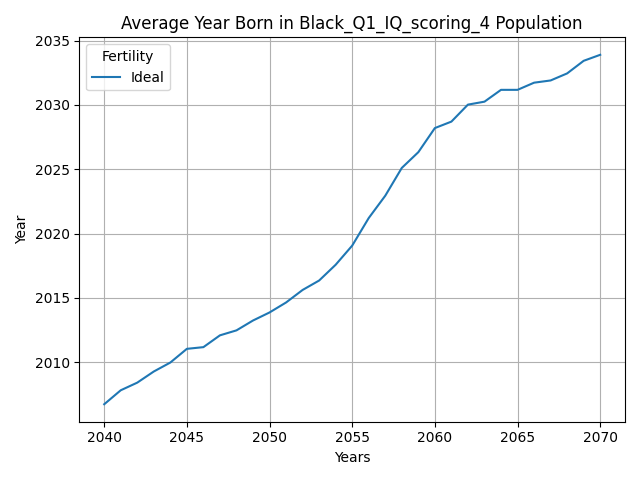 Average Year Born in Black_Q1_IQ_scoring_4 Population
Fertility
Ideal
Year
2035
2030
2025
2020
2015
2010
2040 2045 2050 2055 2060 2065 2070
Years